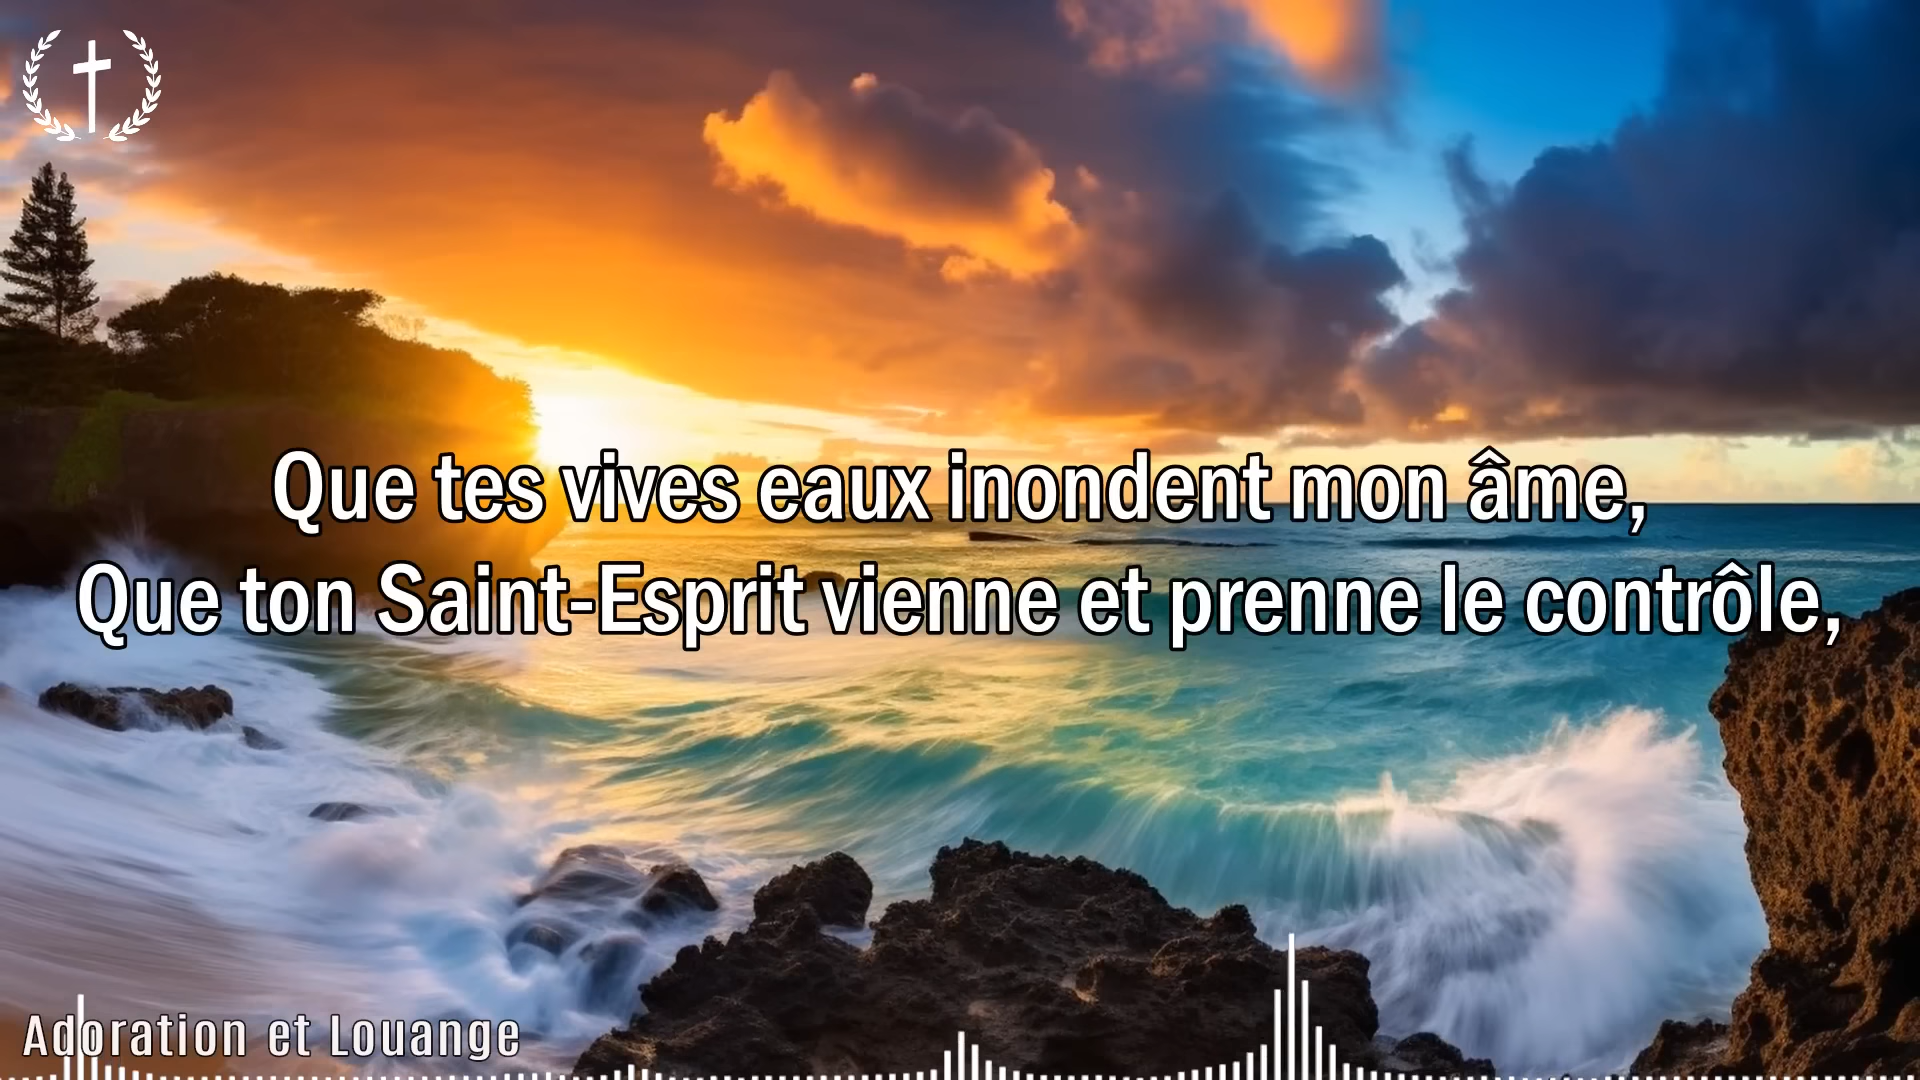 Que tes vives eaux inondent mon âme,
Que ton Saint-Esprit vienne et prenne le contrôle,
Adoration et Louange